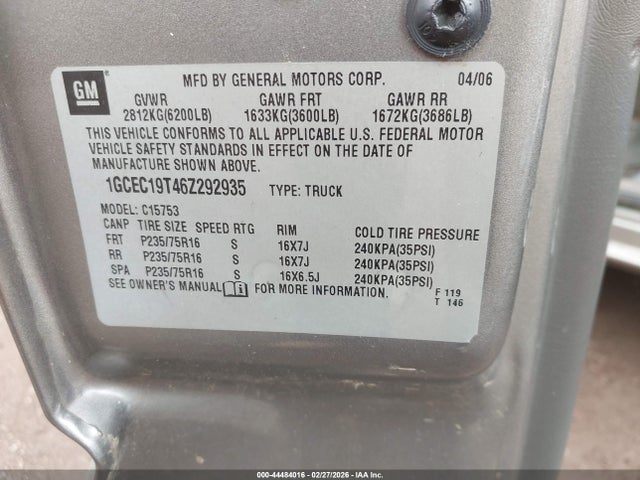 GM
MFD BY GENERAL MOTORS CORP. 04/06
GVWR GAWR FRT GAWR RR
2812KG(6200LB) 1633KG(3600LB) 1672KG(3686LB)
THIS VEHICLE CONFORMS TO ALL APPLICABLE U.S. FEDERAL MOTOR
VEHICLE SAFETY STANDARDS IN EFFECT ON THE DATE OF
MANUFACTURE SHOWN ABOVE.
1GCEC19T46Z292935 TYPE: TRUCK
MODEL: C15753
CANP TIRE SIZE SPEED RTG RIM COLD TIRE PRESSURE
FRT P235/75R16 S 16X7J 240KPA(35PSI)
RR P235/75R16 S 16X7J 240KPA(35PSI)
SPA P235/75R16 S 16X6.5J 240KPA(35PSI)
SEE OWNER'S MANUAL FOR MORE INFORMATION.
F 119
T 146
000-44484016 — 02/27/2026 — IAAI.COM